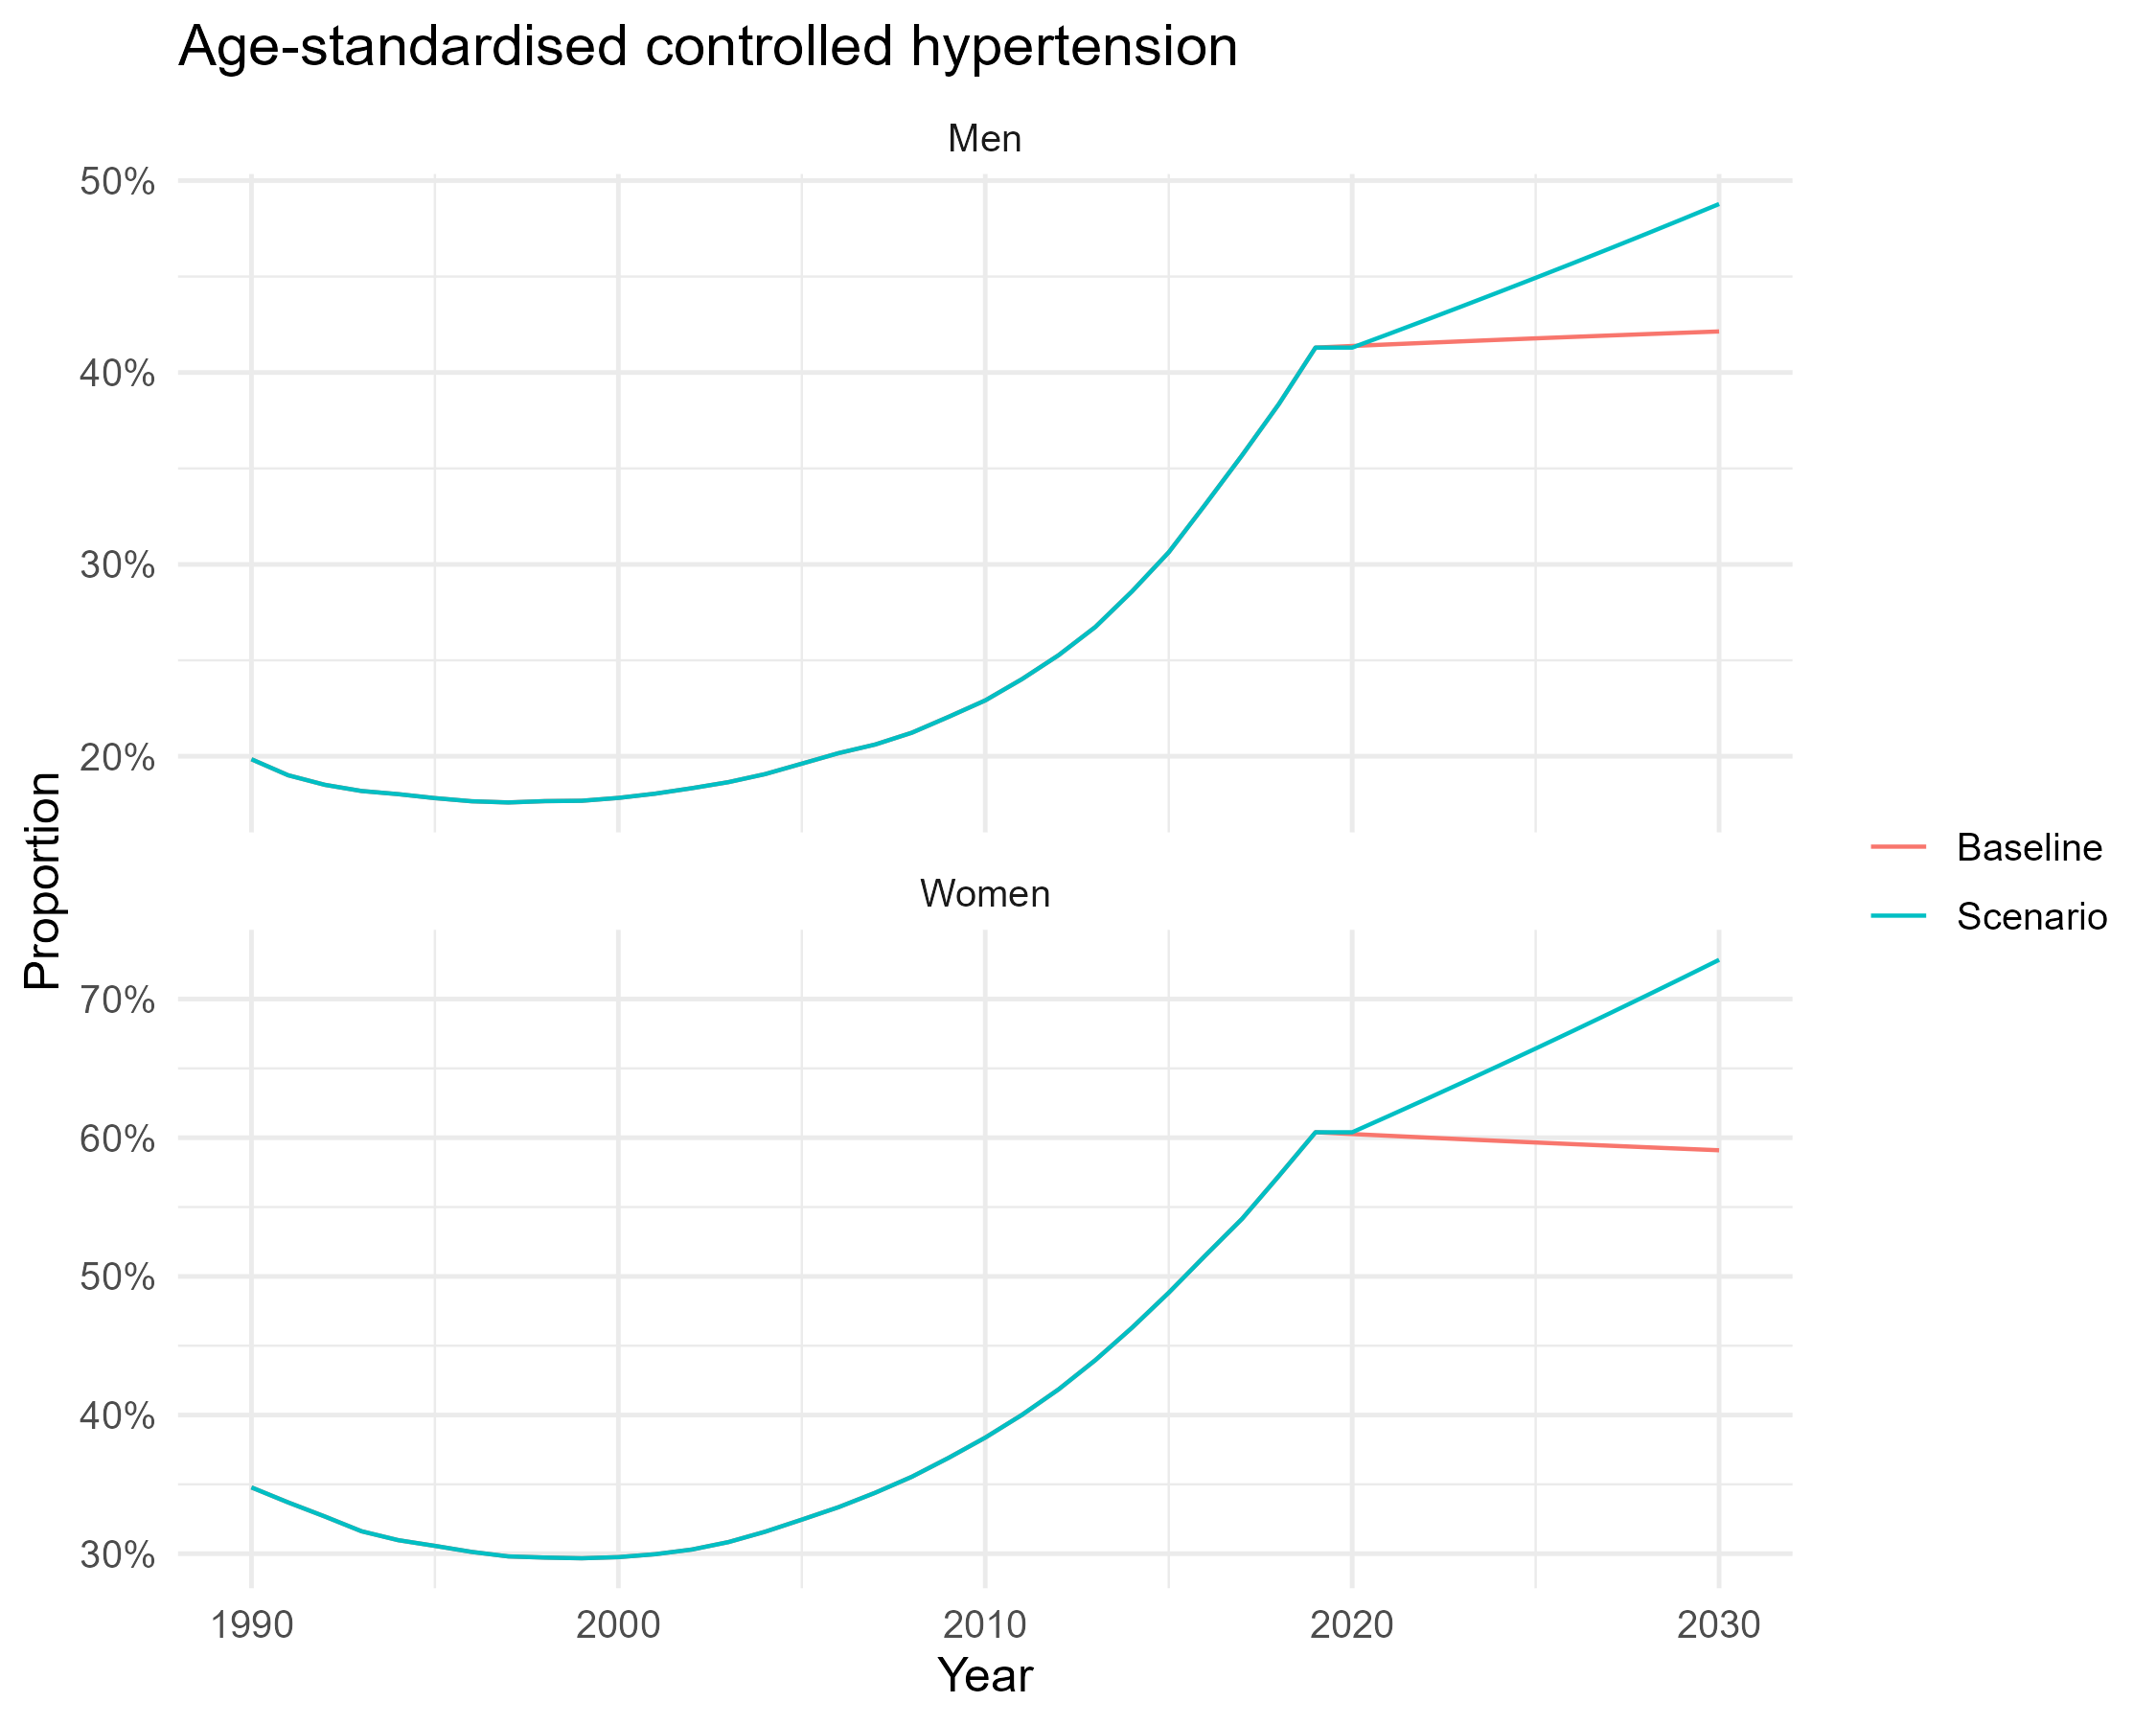 Age-standardised controlled hypertension
Men
50%
40%
30%
20%
Proportion
Baseline
Scenario
Women
70%
60%
50%
40%
30%
1990 2000 2010 2020 2030
Year